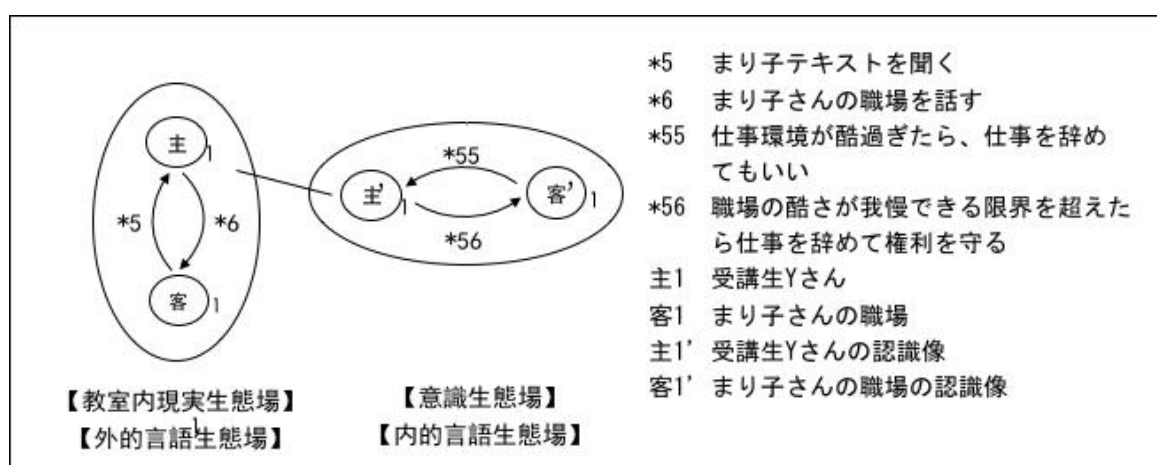 主1
*5
*6
客1
*55
主'1
客'1
*56
【教室内現実生態場】
1
【外的言語生態場】
【意識生態場】
【内的言語生態場】
*5 まり子テキストを聞く
*6 まり子さんの職場を話す
*55 仕事環境が酷過ぎたら、仕事を辞め
てもいい
*56 職場の酷さが我慢できる限界を超えた
ら仕事を辞めて権利を守る
主1 受講生Yさん
客1 まり子さんの職場
主1' 受講生Yさんの認識像
客1' まり子さんの職場の認識像